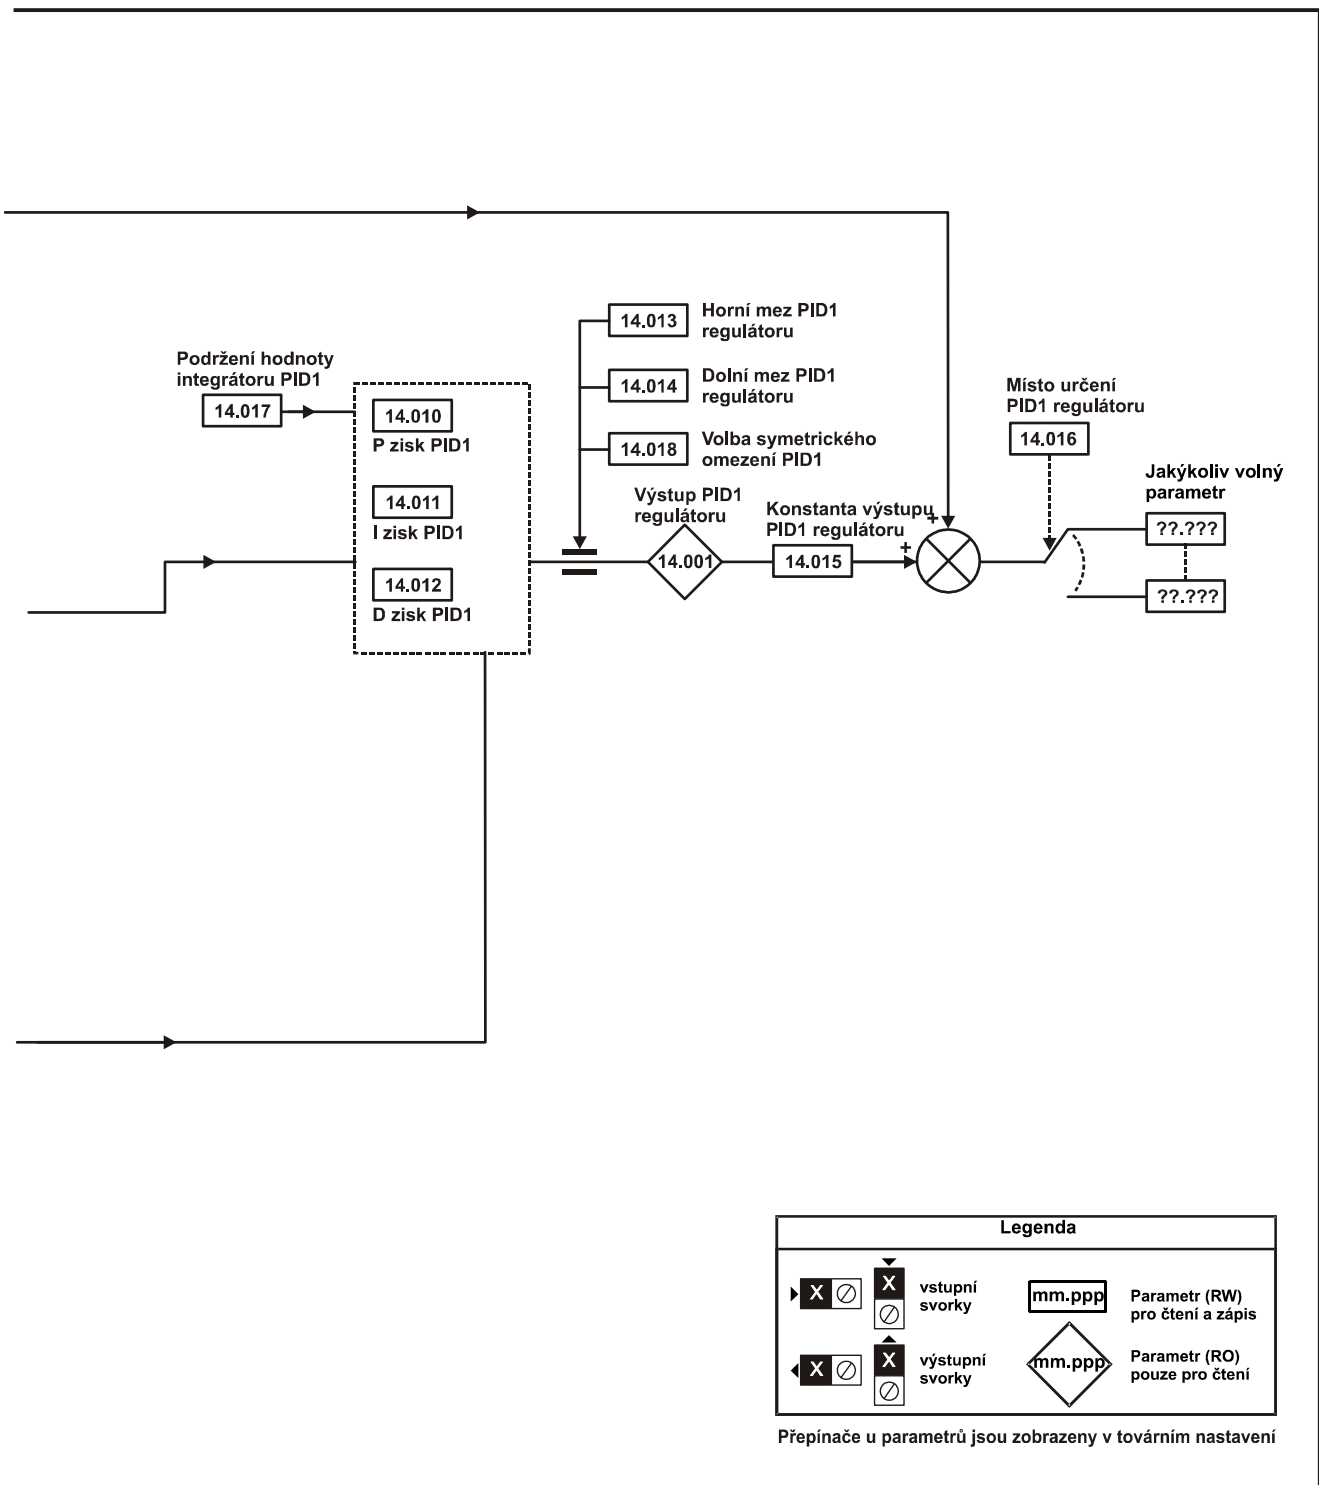 Horní mez PID1
regulátoru
14.013
Podržení hodnoty
integrátoru PID1
14.017
Dolní mez PID1
regulátoru
14.014
Místo určení
PID1 regulátoru
14.016
14.010
P zisk PID1
Volba symetrického
omezení PID1
14.018
Jakýkoliv volný
parametr
14.011
I zisk PID1
Výstup PID1
regulátoru
14.001
Konstanta výstupu
PID1 regulátoru
14.015
+
+
??.???
??.???
14.012
D zisk PID1
Legenda
X
X
vstupní
svorky
mm.ppp
Parametr (RW)
pro čtení a zápis
X
X
výstupní
svorky
mm.ppp
Parametr (RO)
pouze pro čtení
Přepínače u parametrů jsou zobrazeny v továrním nastavení